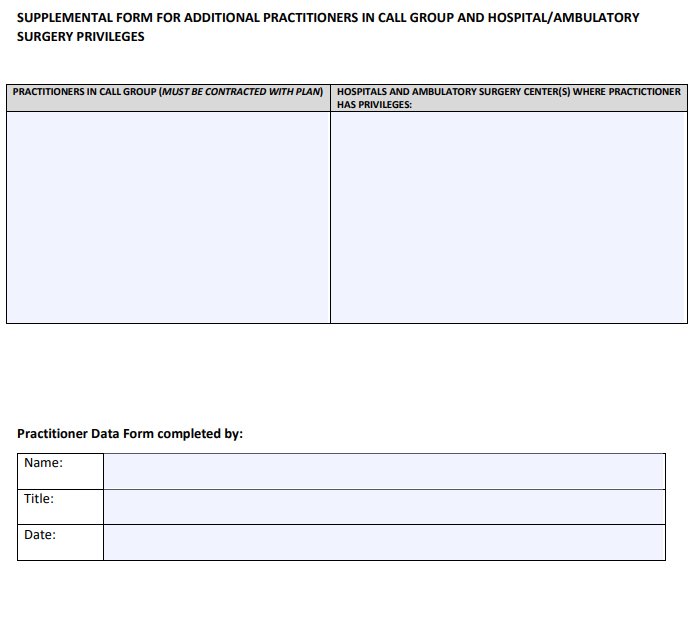 SUPPLEMENTAL FORM FOR ADDITIONAL PRACTITIONERS IN CALL GROUP AND HOSPITAL/AMBULATORY
SURGERY PRIVILEGES
PRACTITIONERS IN CALL GROUP (MUST BE CONTRACTED WITH PLAN)
HOSPITALS AND AMBULATORY SURGERY CENTER(S) WHERE PRACTICTIONER
HAS PRIVILEGES:
Practitioner Data Form completed by:
Name:
Title:
Date: